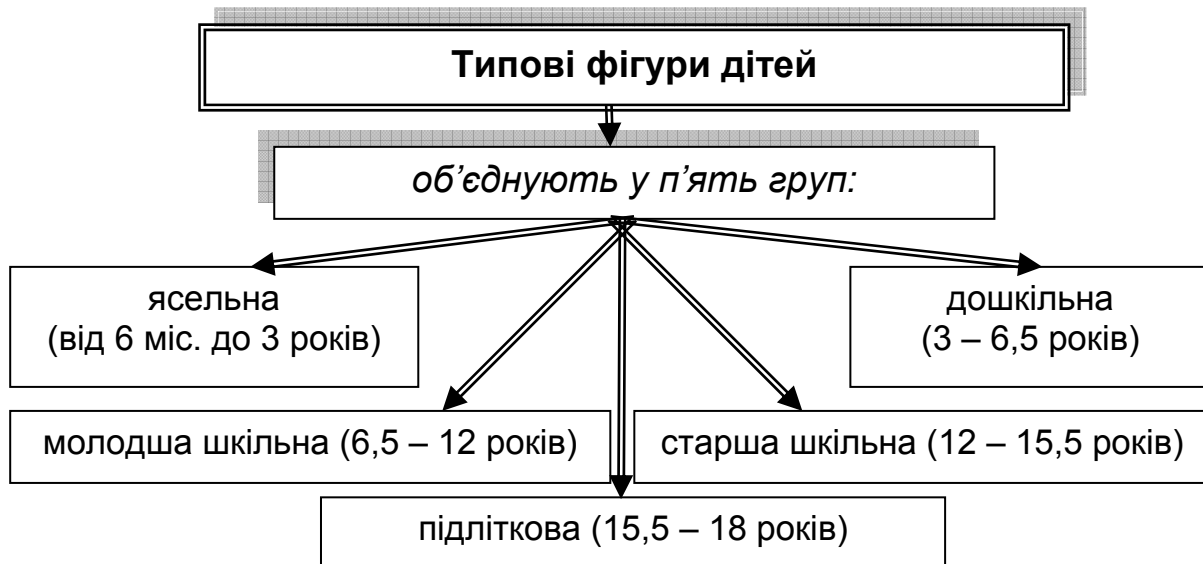 Типові фігури дітей
об’єднують у п’ять груп:
ясельна
(від 6 міс. до 3 років)
дошкільна
(3 – 6,5 років)
молодша шкільна (6,5 – 12 років)
старша шкільна (12 – 15,5 років)
підліткова (15,5 – 18 років)